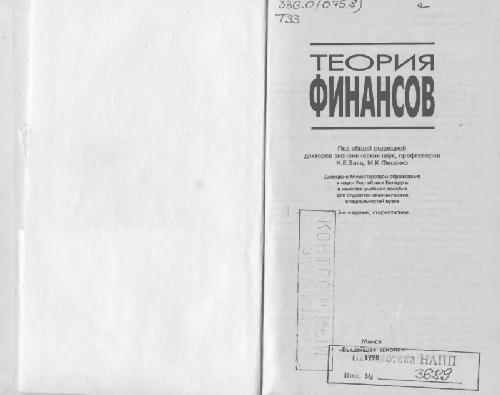 336.0(075.8)
Т33
ТЕОРИЯ
ФИНАНСОВ
Под общей редакцией
докторов экономических наук, профессоров
Н.Е.Заяц, М.К.Фисенко
Допущено Министерством образования
и науки Республики Беларусь
в качестве учебного пособия
для студентов экономических
специальностей вузов
2-е издание, стереотипное
Минск
«Вышэйшая школа»
1998
Библиотека НАПП
Инв. № 3689